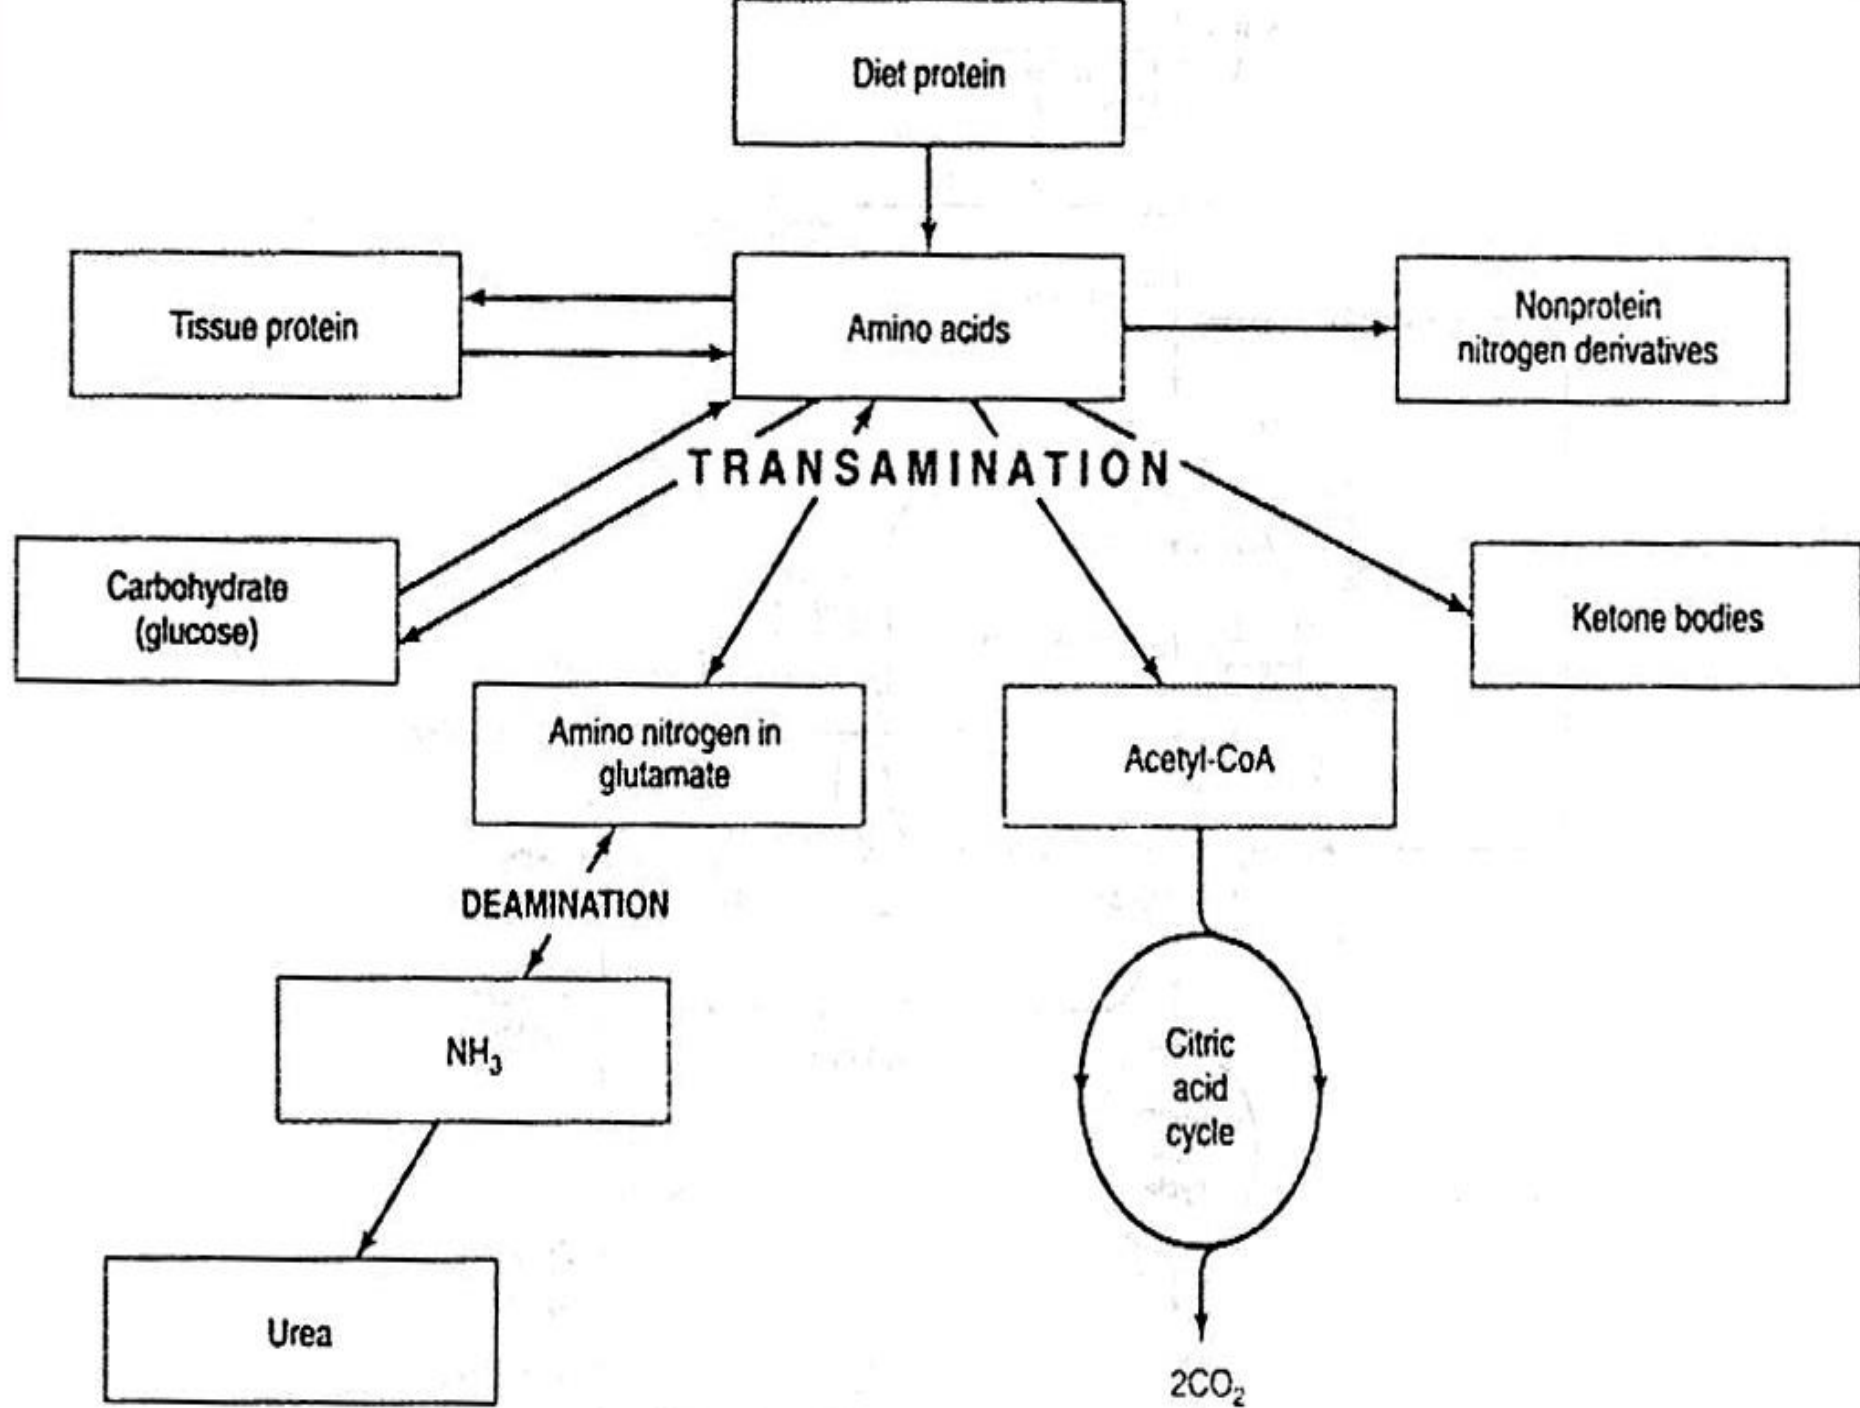 Diet protein
Tissue protein
Amino acids
Nonprotein
nitrogen derivatives
TRANSAMINATION
Carbohydrate
(glucose)
Ketone bodies
Amino nitrogen in
glutamate
Acetyl-CoA
DEAMINATION
NH₃
Citric
acid
cycle
Urea
2CO₂